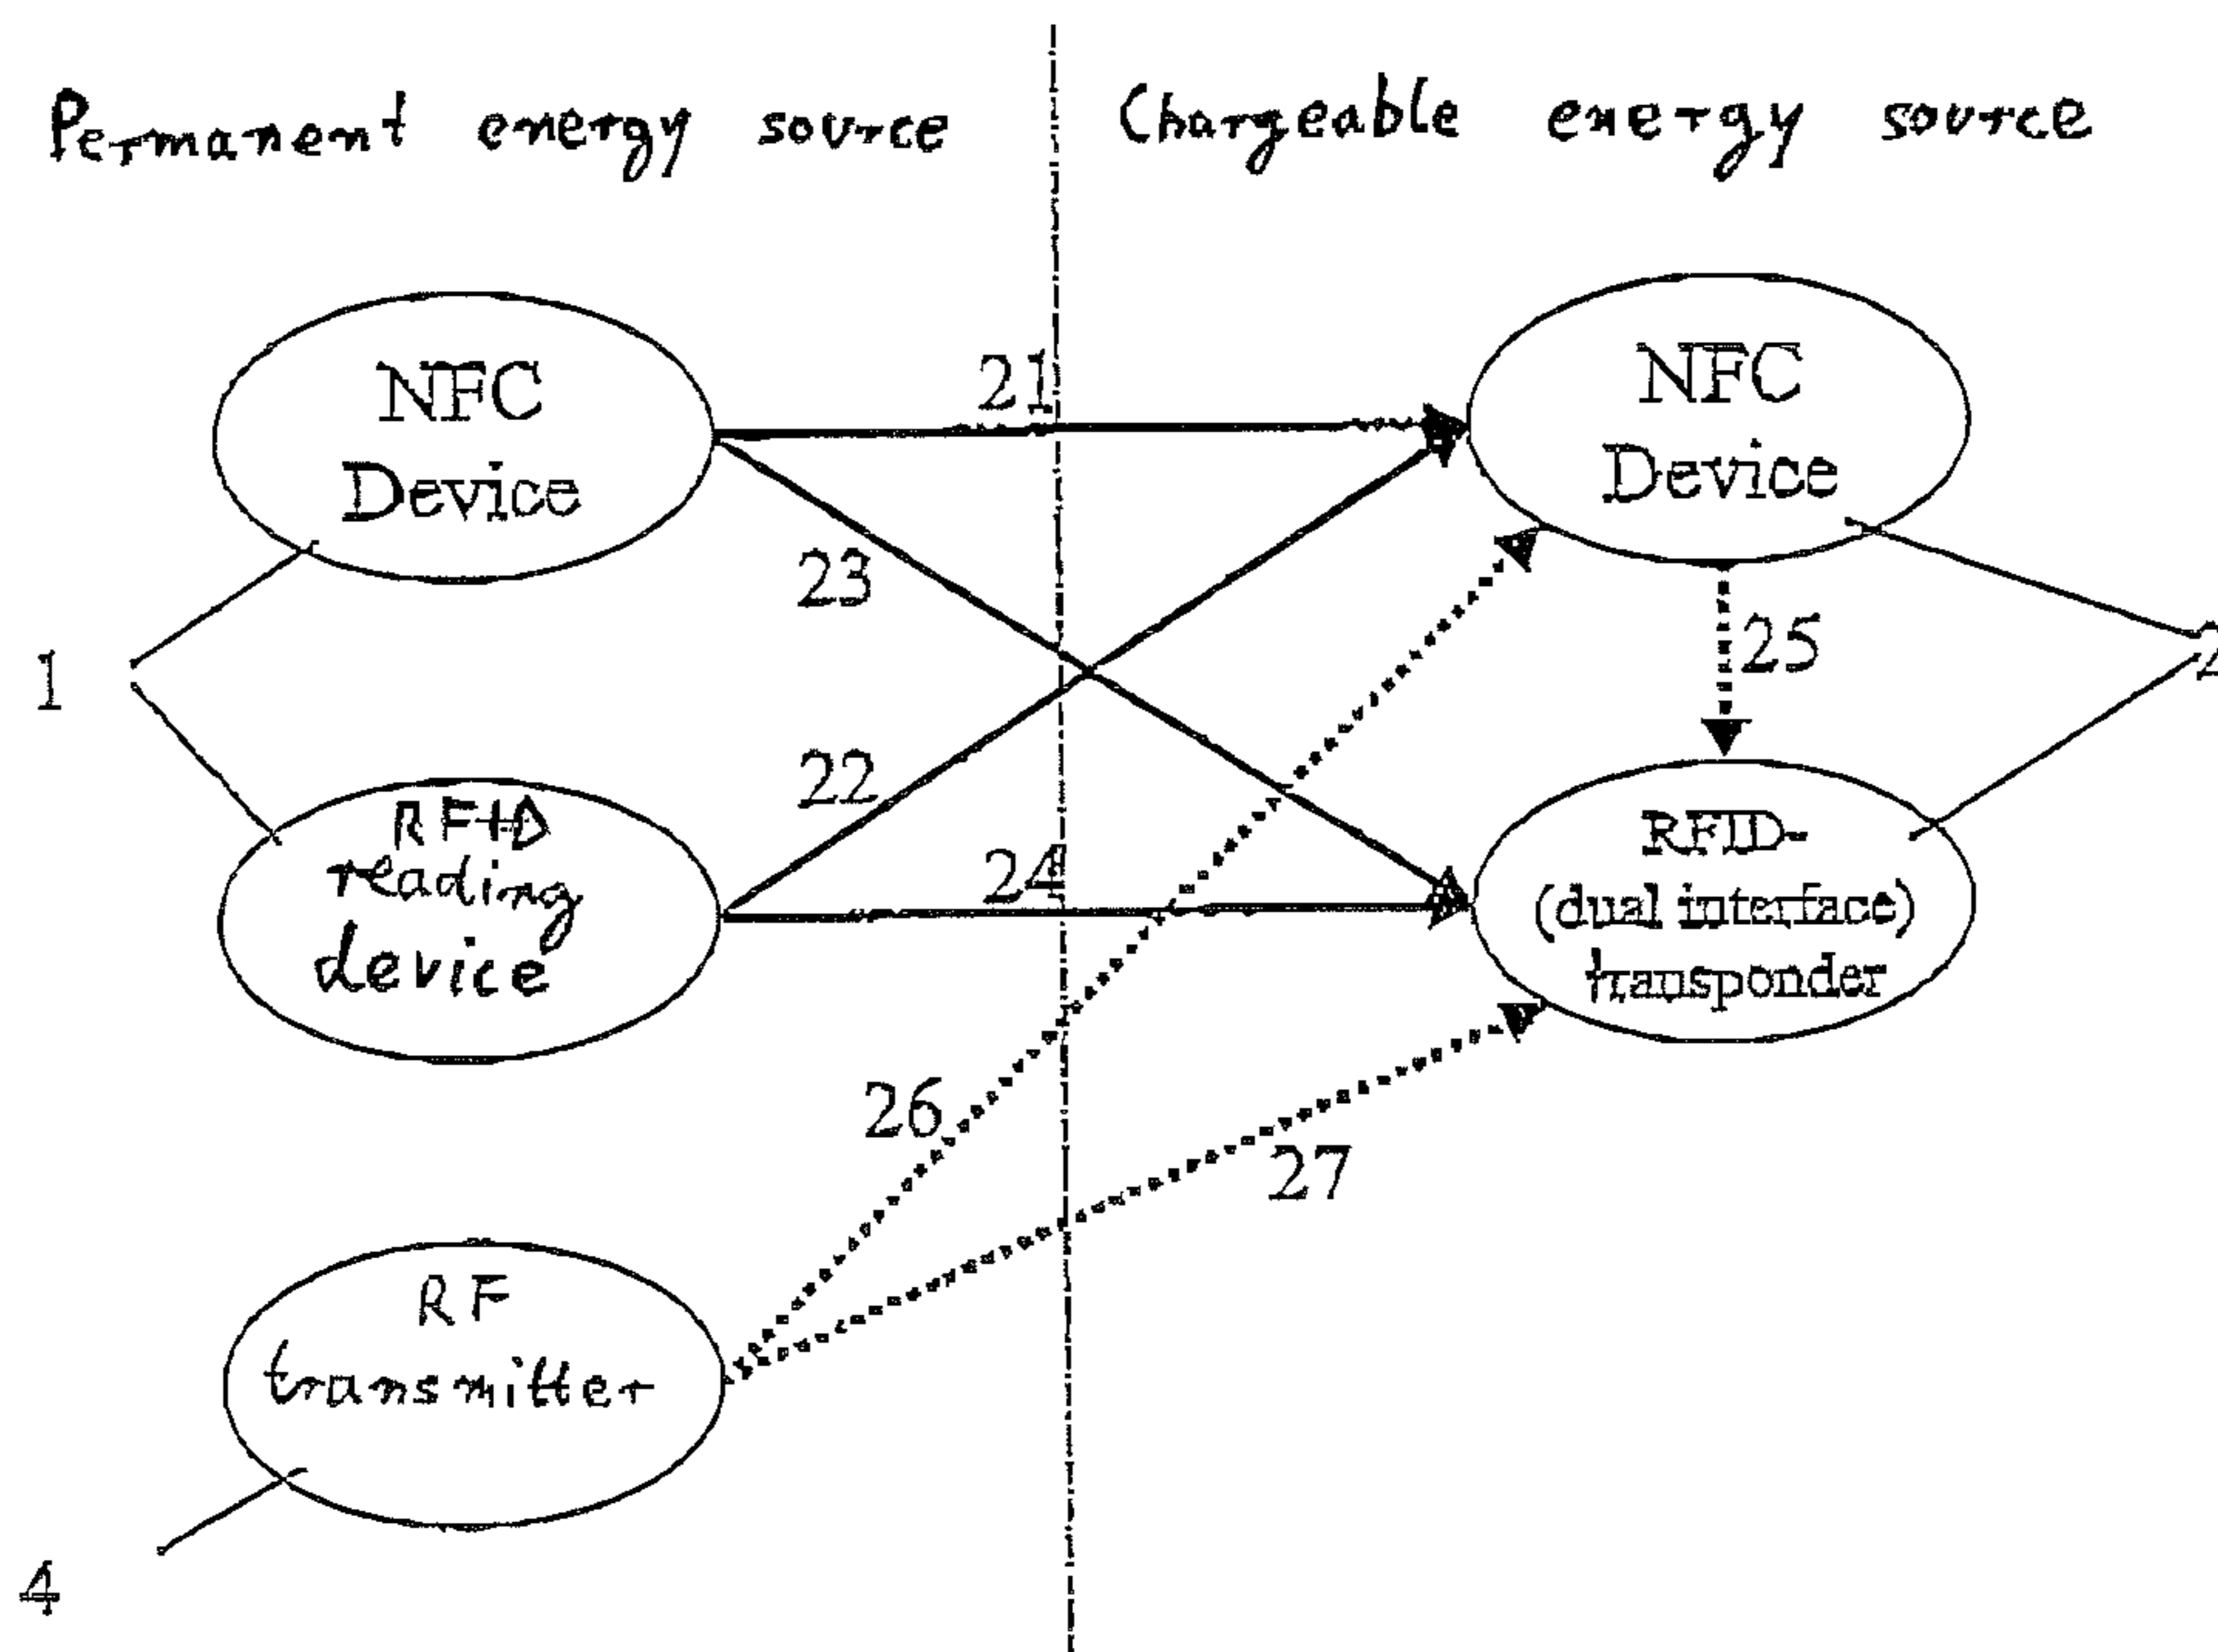 Permanent energy source
Chargeable energy source
NFC
Device
21
NFC
Device
23
25
1
2
22
RFID
reading
device
24
RFID-
(dual interface)
transponder
26
27
RF
transmitter
4